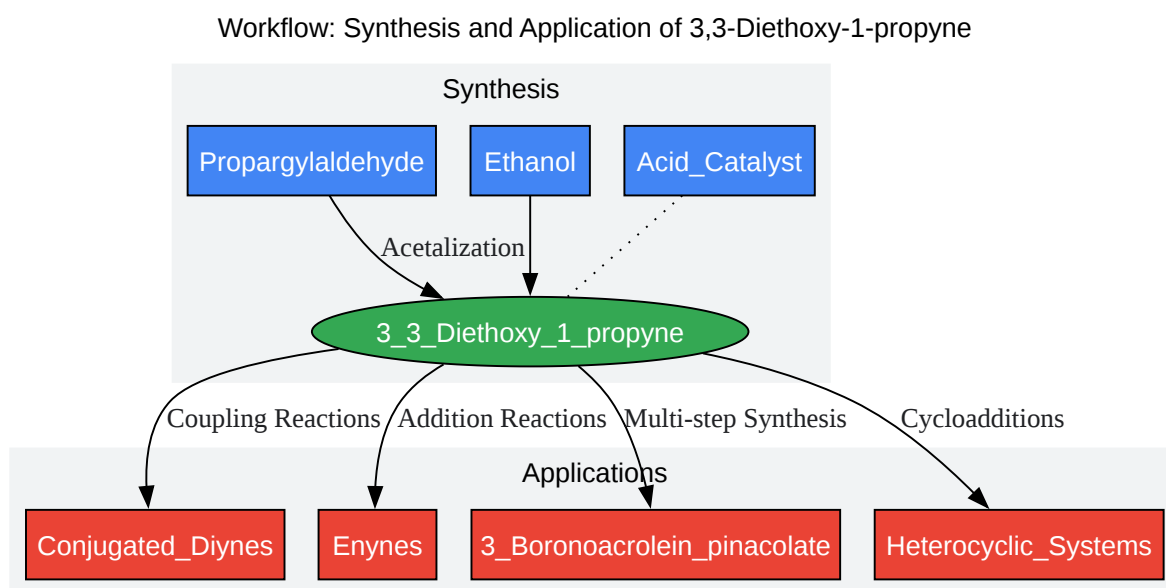 Workflow: Synthesis and Application of 3,3-Diethoxy-1-propyne
Synthesis
Propargylaldehyde
Ethanol
Acid_Catalyst
Acetalization
3_3_Diethoxy_1_propyne
Coupling Reactions
Addition Reactions
Multi-step Synthesis
Cycloadditions
Applications
Conjugated_Diynes
Enynes
3_Boronoacrolein_pinacolate
Heterocyclic_Systems